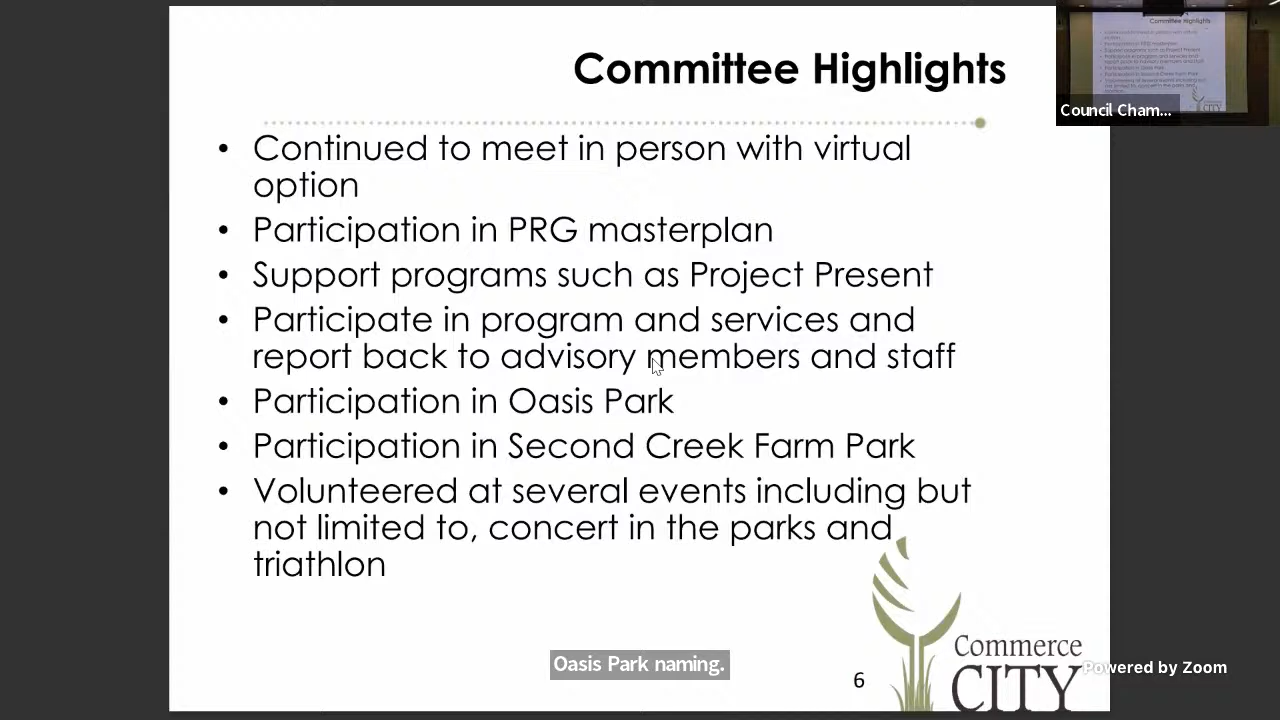 Committee Highlights
Committee Highlights
Council Cham...
• Continued to meet in person with virtual
option
• Participation in PRG masterplan
• Support programs such as Project Present
• Participate in program and services and
report back to advisory members and staff
• Participation in Oasis Park
• Participation in Second Creek Farm Park
• Volunteered at several events including but
not limited to, concert in the parks and
triathlon
Commerce
CITY
Oasis Park naming.
Powered by Zoom
6